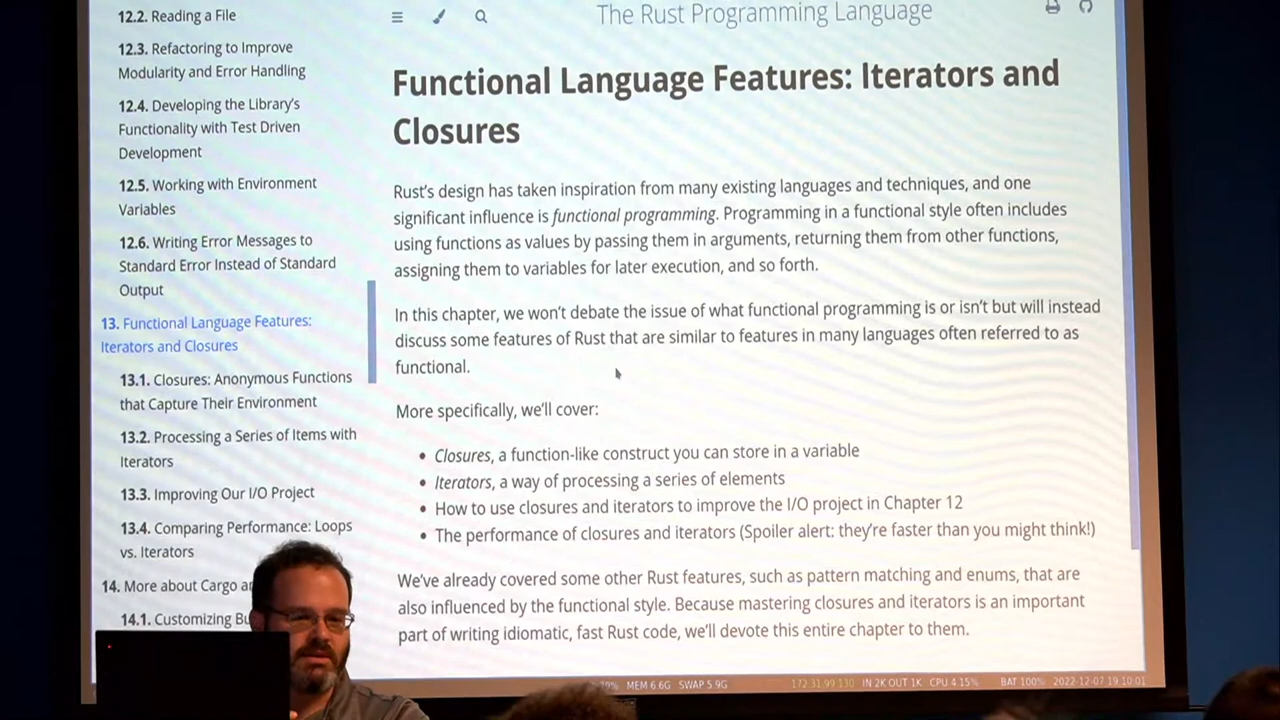 12.2. Reading a File
12.3. Refactoring to Improve
Modularity and Error Handling
12.4. Developing the Library's
Functionality with Test Driven
Development
12.5. Working with Environment
Variables
12.6. Writing Error Messages to
Standard Error Instead of Standard
Output
13. Functional Language Features:
Iterators and Closures
13.1. Closures: Anonymous Functions
that Capture Their Environment
13.2. Processing a Series of Items with
Iterators
13.3. Improving Our I/O Project
13.4. Comparing Performance: Loops
vs. Iterators
14. More about Cargo
14.1. Customizing
The Rust Programming Language
Functional Language Features: Iterators and
Closures
Rust's design has taken inspiration from many existing languages and techniques, and one
significant influence is functional programming. Programming in a functional style often includes
using functions as values by passing them in arguments, returning them from other functions,
assigning them to variables for later execution, and so forth.
In this chapter, we won't debate the issue of what functional programming is or isn't but will instead
discuss some features of Rust that are similar to features in many languages often referred to as
functional.
More specifically, we'll cover:
• Closures, a function-like construct you can store in a variable
• Iterators, a way of processing a series of elements
• How to use closures and iterators to improve the I/O project in Chapter 12
• The performance of closures and iterators (Spoiler alert: they're faster than you might think!)
We've already covered some other Rust features, such as pattern matching and enums, that are
also influenced by the functional style. Because mastering closures and iterators is an important
part of writing idiomatic, fast Rust code, we'll devote this entire chapter to them.
MEM 6.6G SWAP 5.9G 172.31.99.130 IN 2K OUT 1K CPU 4.15% BAT 100% 2022-12-07 19:10:01